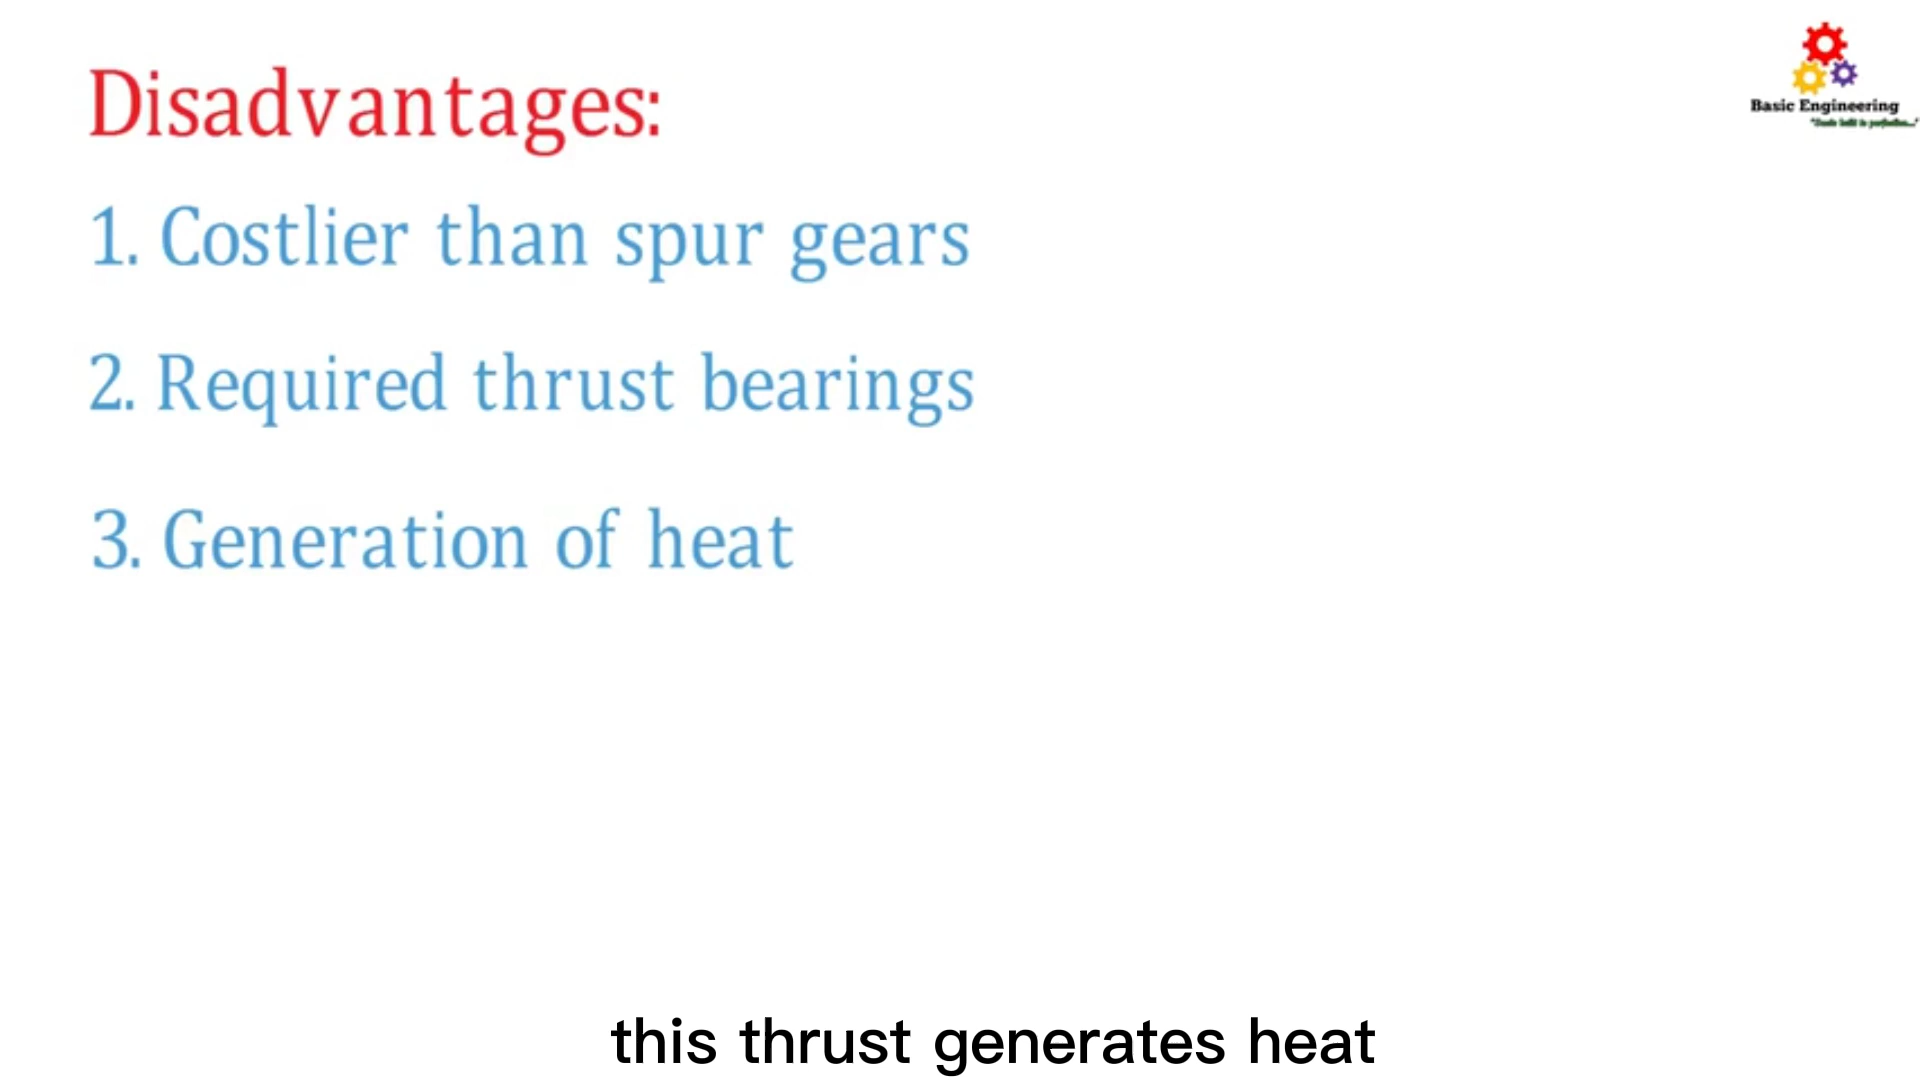 Disadvantages:
1. Costlier than spur gears
2. Required thrust bearings
3. Generation of heat
Basic Engineering
this thrust generates heat